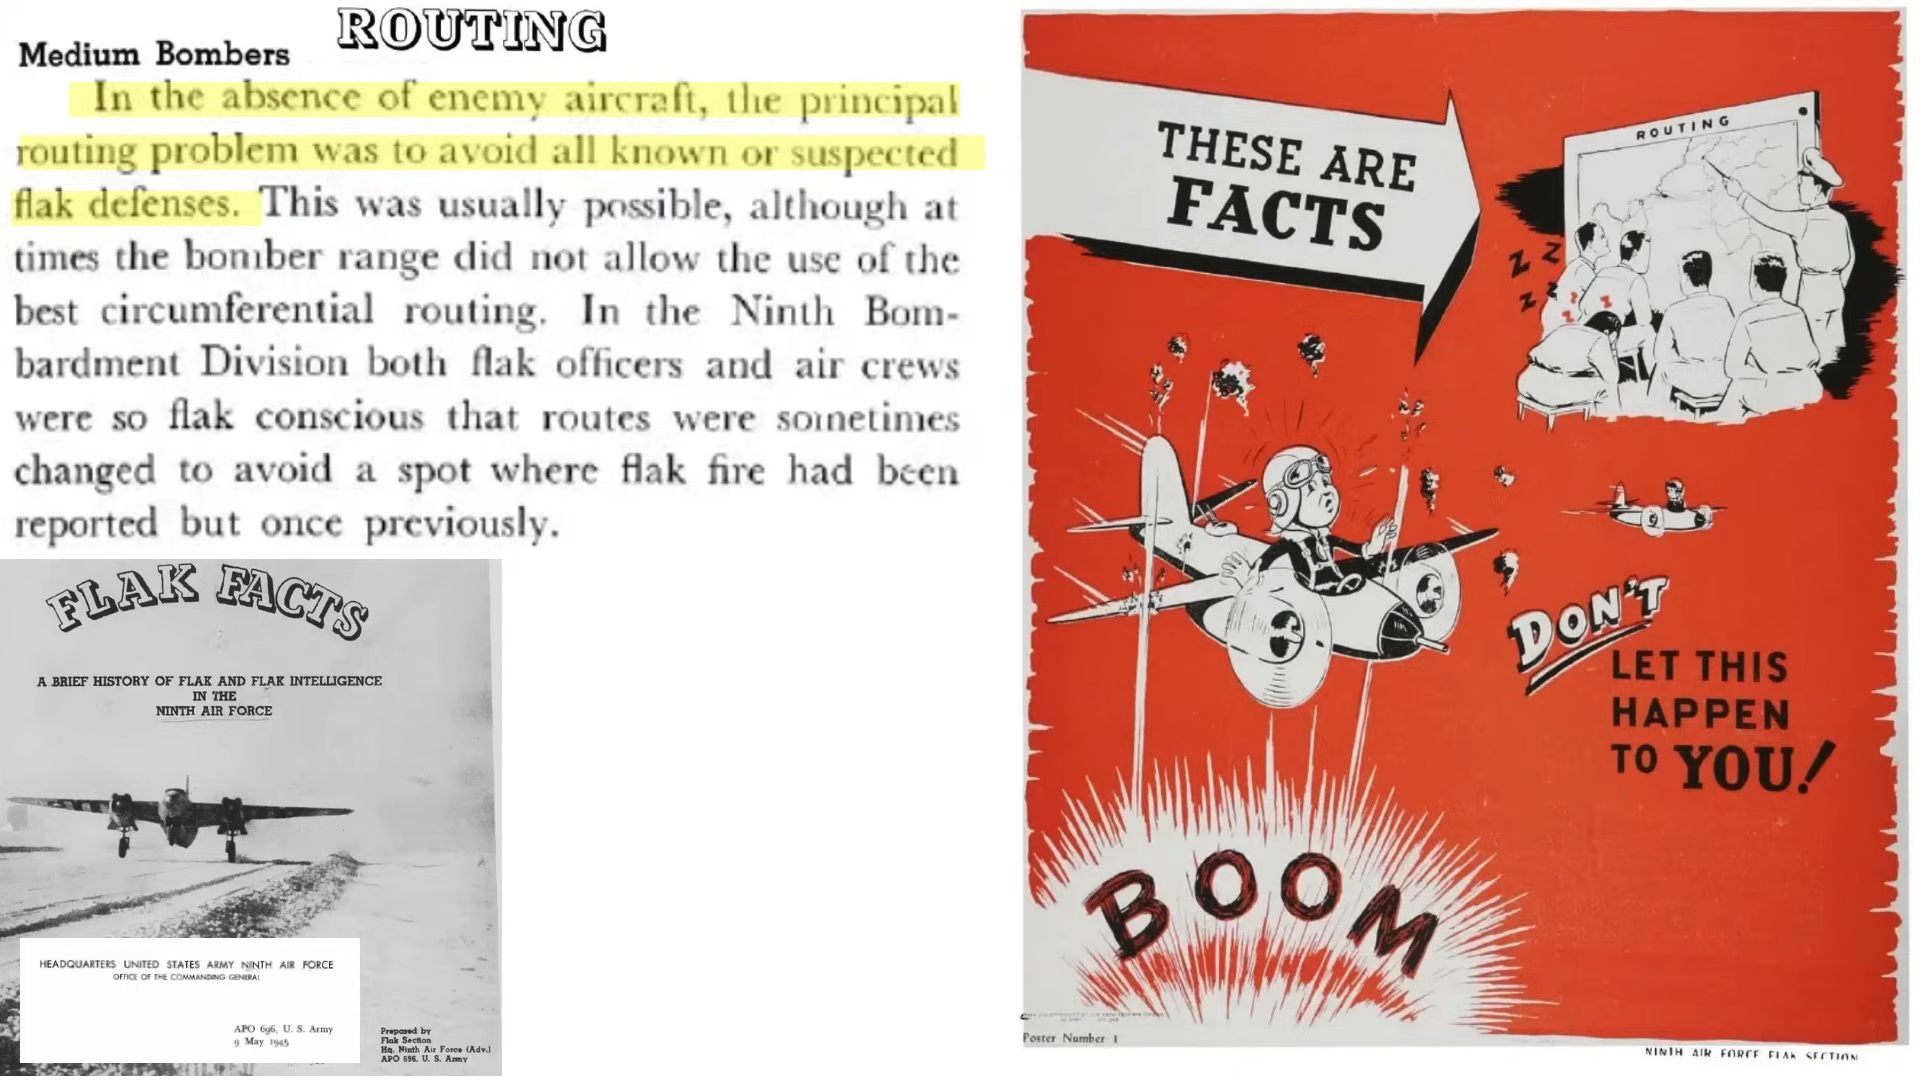 ROUTING
Medium Bombers
In the absence of enemy aircraft, the principal
routing problem was to avoid all known or suspected
flak defenses. This was usually possible, although at
times the bomber range did not allow the use of the
best circumferential routing. In the Ninth Bom-
bardment Division both flak officers and air crews
were so flak conscious that routes were sometimes
changed to avoid a spot where flak fire had been
reported but once previously.
FLAK FACTS
A BRIEF HISTORY OF FLAK AND FLAK INTELLIGENCE
IN THE
NINTH AIR FORCE
HEADQUARTERS UNITED STATES ARMY NINTH AIR FORCE
OFFICE OF THE COMMANDING GENERAL
APO 696, U. S. Army
9 May 1945
Prepared by
Flak Section
Hq. Ninth Air Force (Adv.)
APO 696, U. S. Army
THESE ARE
FACTS
ROUTING
Z Z
Z Z
Z Z
Z
DON'T
LET THIS
HAPPEN
TO YOU!
BOOM
Poster Number 1
NINTH AIR FORCE FLAK SECTION